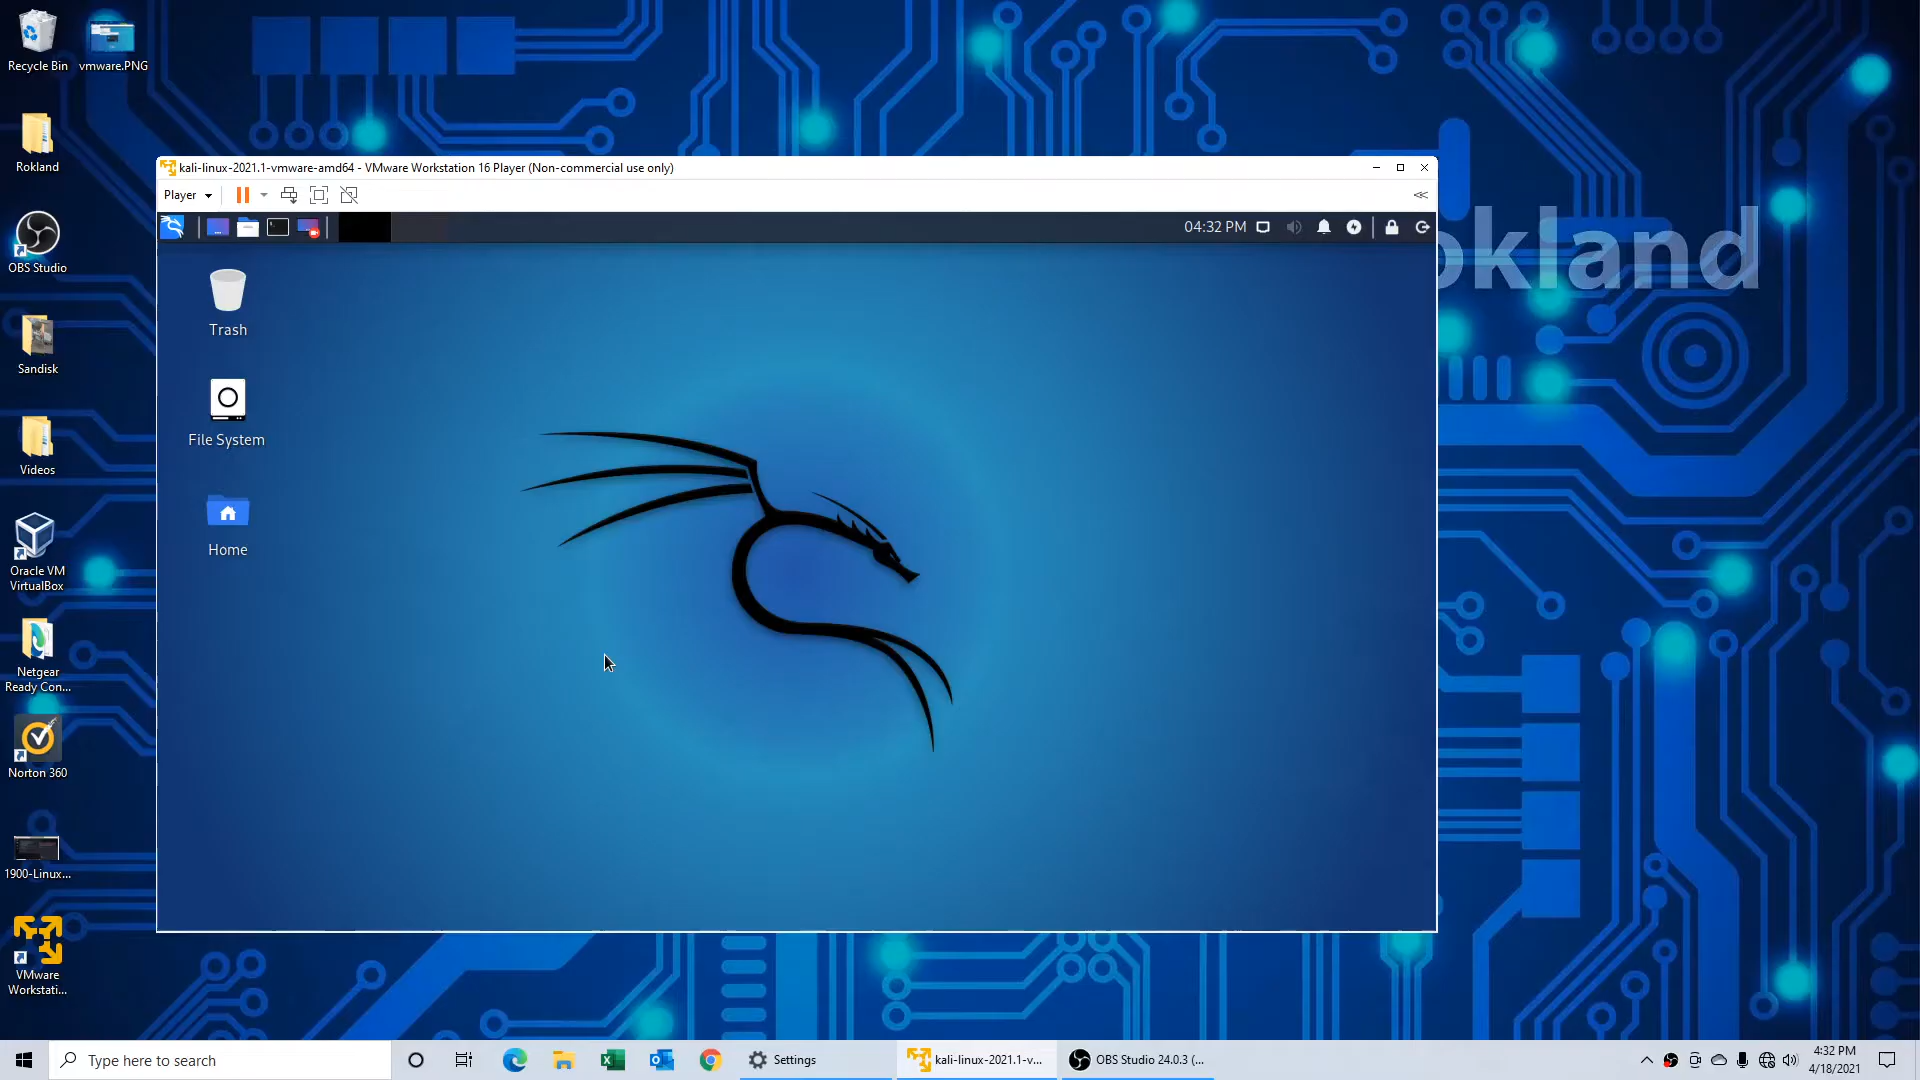 Recycle Bin
vmware.PNG
Rokland
OBS Studio
Sandisk
Videos
Oracle VM
VirtualBox
Netgear
Ready Con...
Norton 360
1900-Linux...
VMware
Workstati...
kali-linux-2021.1-vmware-amd64 - VMware Workstation 16 Player (Non-commercial use only)
Player
04:32 PM
Trash
File System
Home
okland
Type here to search
Settings
kali-linux-2021.1-v...
OBS Studio 24.0.3 (...
4:32 PM
4/18/2021